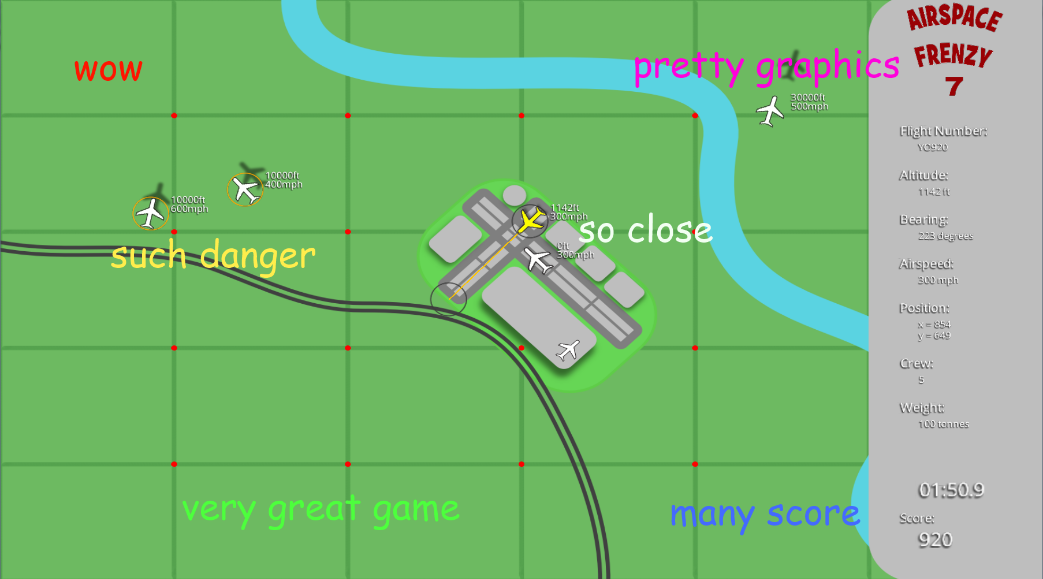 wow
pretty graphics
30000ft
500mph
10000ft
400mph
10000ft
600mph
such danger
1142ft
300mph
so close
0ft
300mph
very great game
many score
AIRSPACE
FRENZY
7
Flight Number:
YO920
Altitude:
1142 ft
Bearing:
223 degrees
Airspeed:
300 mph
Position:
x = 854
y = 649
Crew:
5
Weight:
100 tonnes
01:50.9
Score:
920